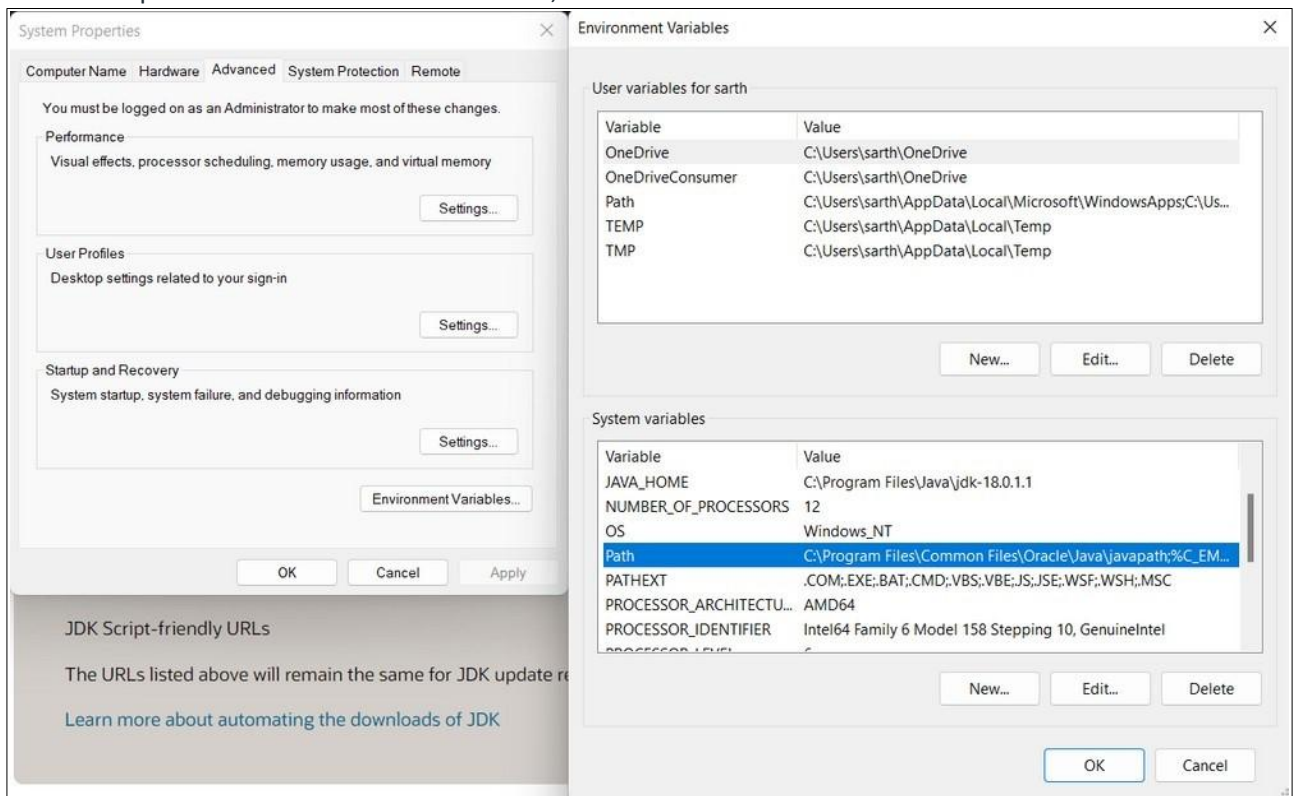 System Properties
Computer Name Hardware Advanced System Protection Remote
You must be logged on as an Administrator to make most of these changes.
Performance
Visual effects, processor scheduling, memory usage, and virtual memory
Settings...
User Profiles
Desktop settings related to your sign-in
Settings...
Startup and Recovery
System startup, system failure, and debugging information
Settings...
Environment Variables...
OK Cancel Apply
JDK Script-friendly URLs
The URLs listed above will remain the same for JDK update
Learn more about automating the downloads of JDK
Environment Variables
User variables for sarth
Variable Value
OneDrive C:\Users\sarth\OneDrive
OneDriveConsumer C:\Users\sarth\OneDrive
Path C:\Users\sarth\AppData\Local\Microsoft\WindowsApps;C:\Us...
TEMP C:\Users\sarth\AppData\Local\Temp
TMP C:\Users\sarth\AppData\Local\Temp
New... Edit... Delete
System variables
Variable Value
JAVA_HOME C:\Program Files\Java\jdk-18.0.1.1
NUMBER_OF_PROCESSORS 12
OS Windows_NT
Path C:\Program Files\Common Files\Oracle\Java\javapath;%C_EM...
PATHEXT .COM;.EXE;.BAT;.CMD;.VBS;.VBE;.JS;.JSE;.WSF;.WSH;.MSC
PROCESSOR_ARCHITECTU... AMD64
PROCESSOR_IDENTIFIER Intel64 Family 6 Model 158 Stepping 10, GenuineIntel
New... Edit... Delete
OK Cancel